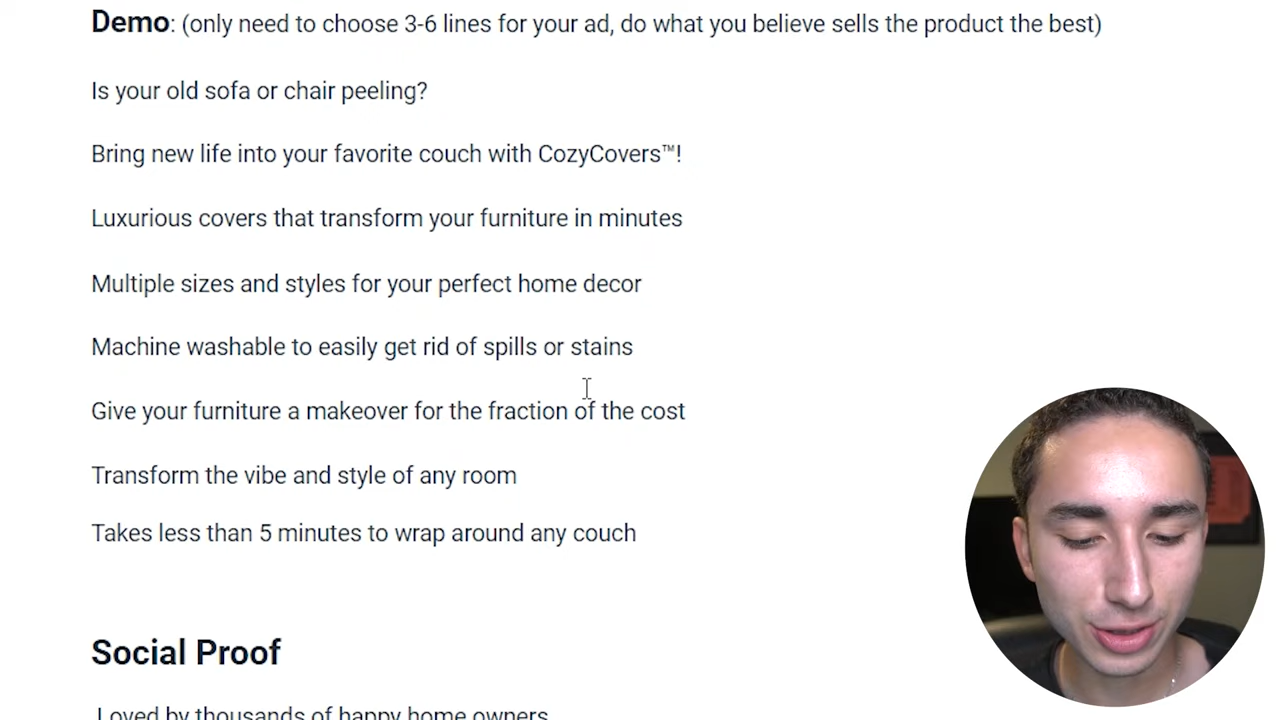 Demo: (only need to choose 3-6 lines for your ad, do what you believe sells the product the best)
Is your old sofa or chair peeling?
Bring new life into your favorite couch with CozyCovers™!
Luxurious covers that transform your furniture in minutes
Multiple sizes and styles for your perfect home decor
Machine washable to easily get rid of spills or stains
Give your furniture a makeover for the fraction of the cost
Transform the vibe and style of any room
Takes less than 5 minutes to wrap around any couch
Social Proof
Loved by thousands of happy home owners